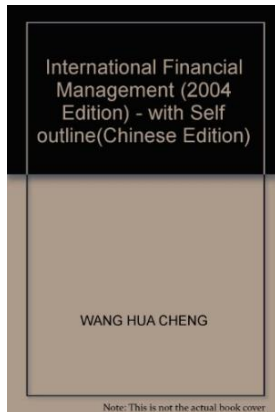 International Financial
Management (2004
Edition) - with Self
outline(Chinese Edition)
WANG HUA CHENG
Note: This is not the actual book cover